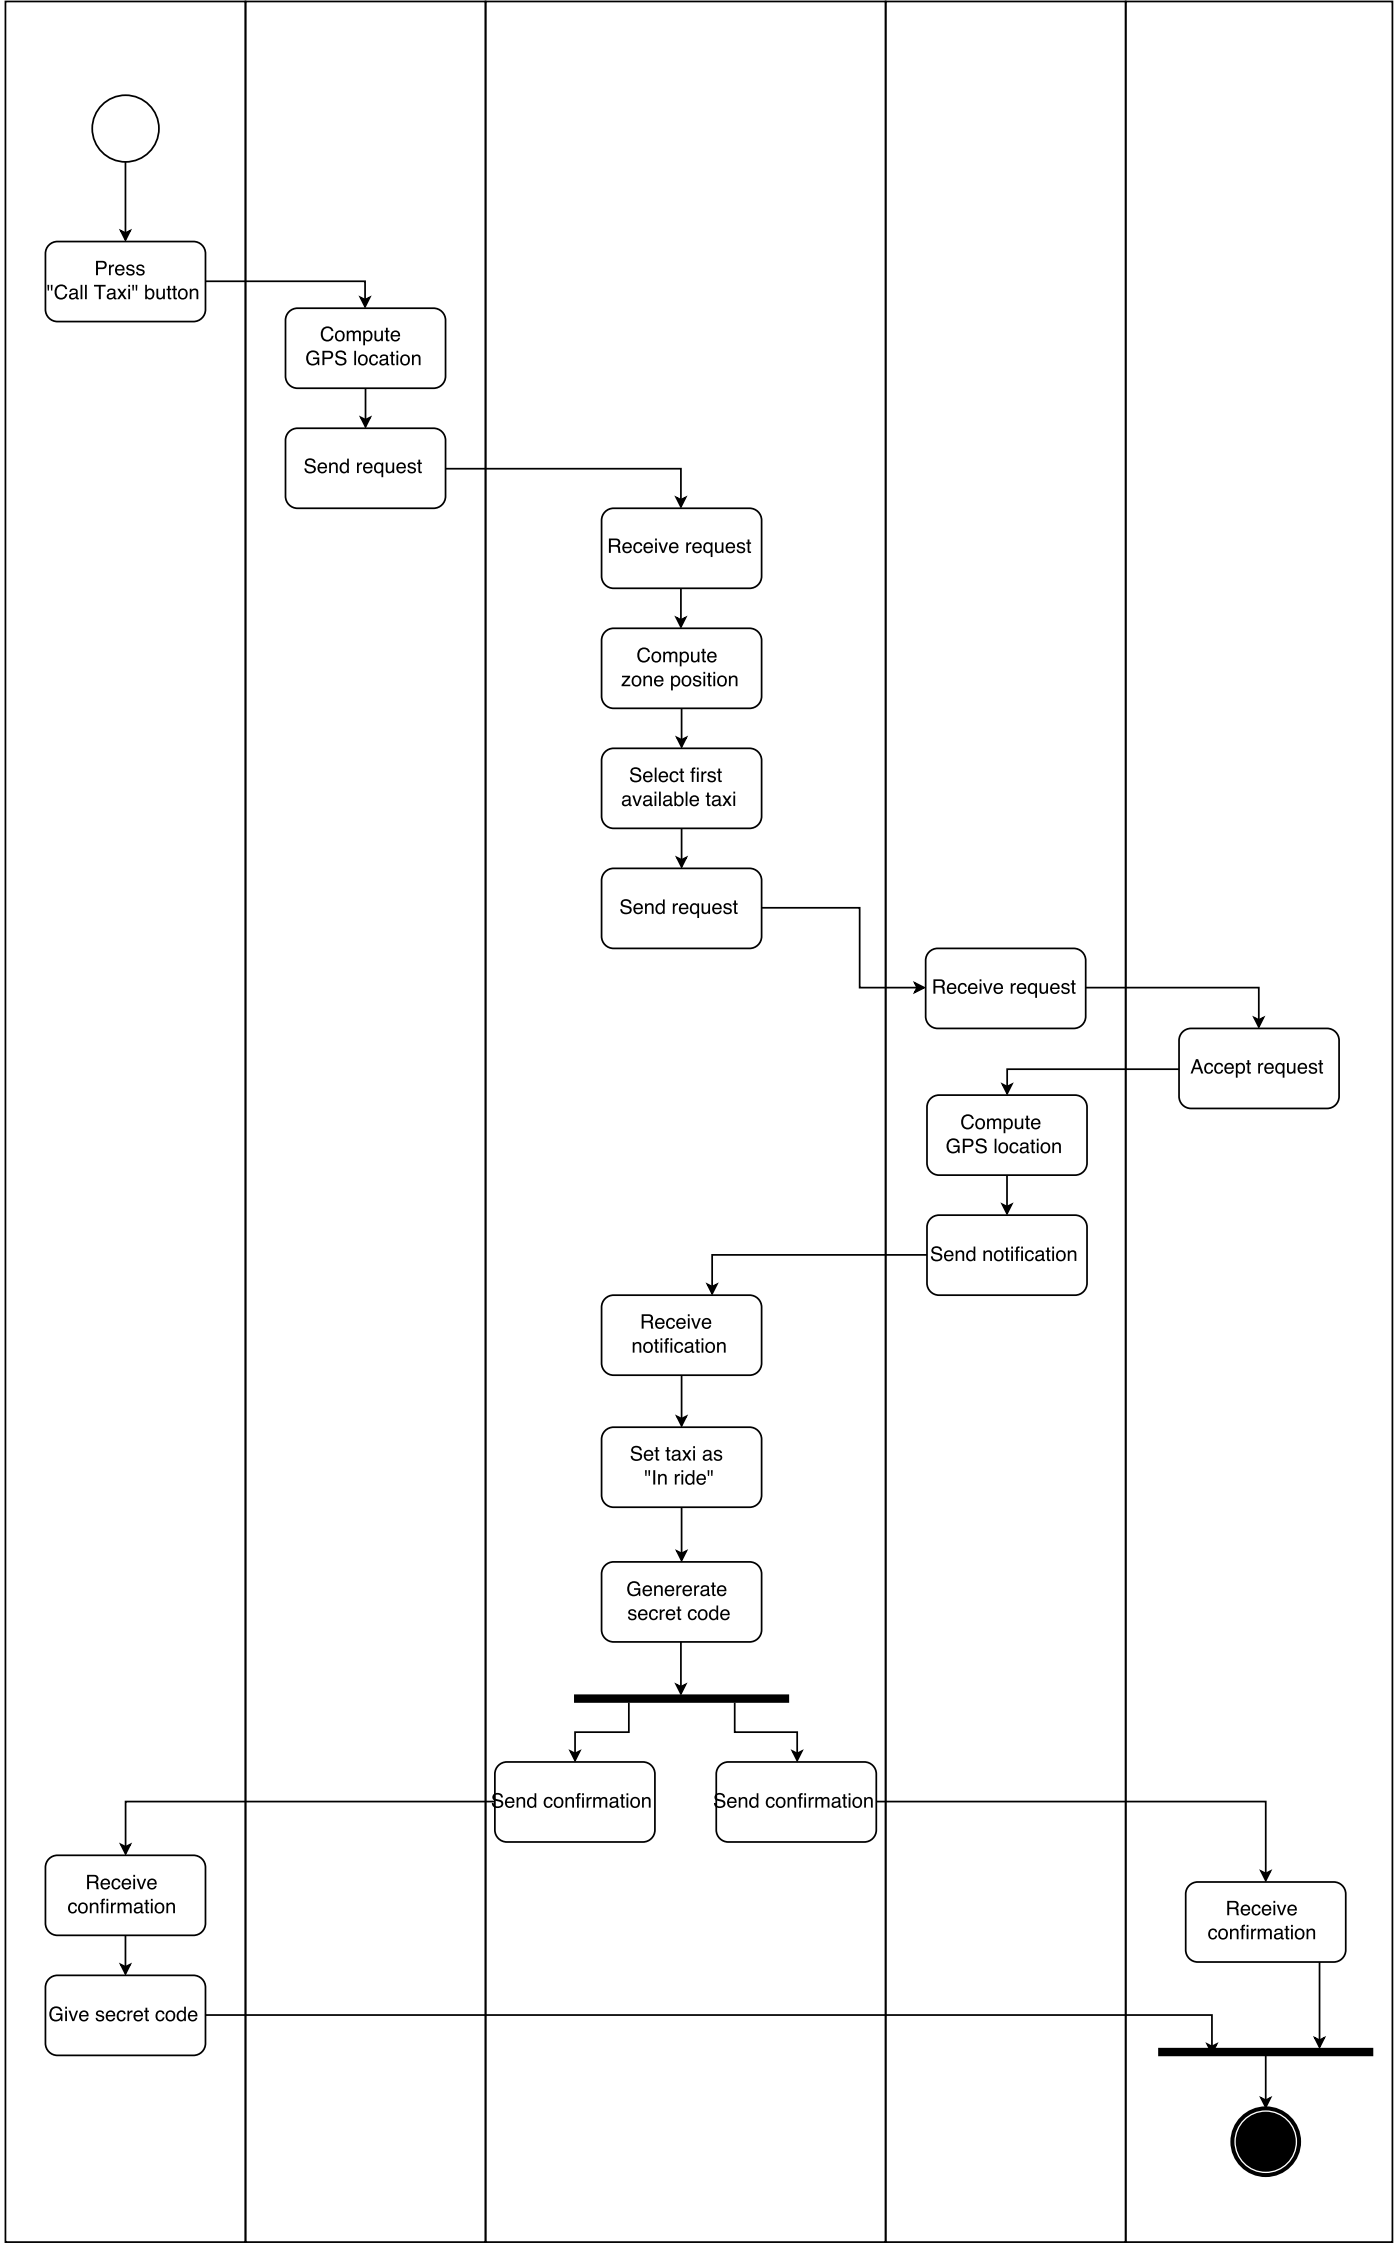 Press
"Call Taxi" button
Compute
GPS location
Send request
Receive request
Compute
zone position
Select first
available taxi
Send request
Receive request
Accept request
Compute
GPS location
Send notification
Receive
notification
Set taxi as
"In ride"
Genererate
secret code
Send confirmation
Send confirmation
Receive
confirmation
Receive
confirmation
Give secret code